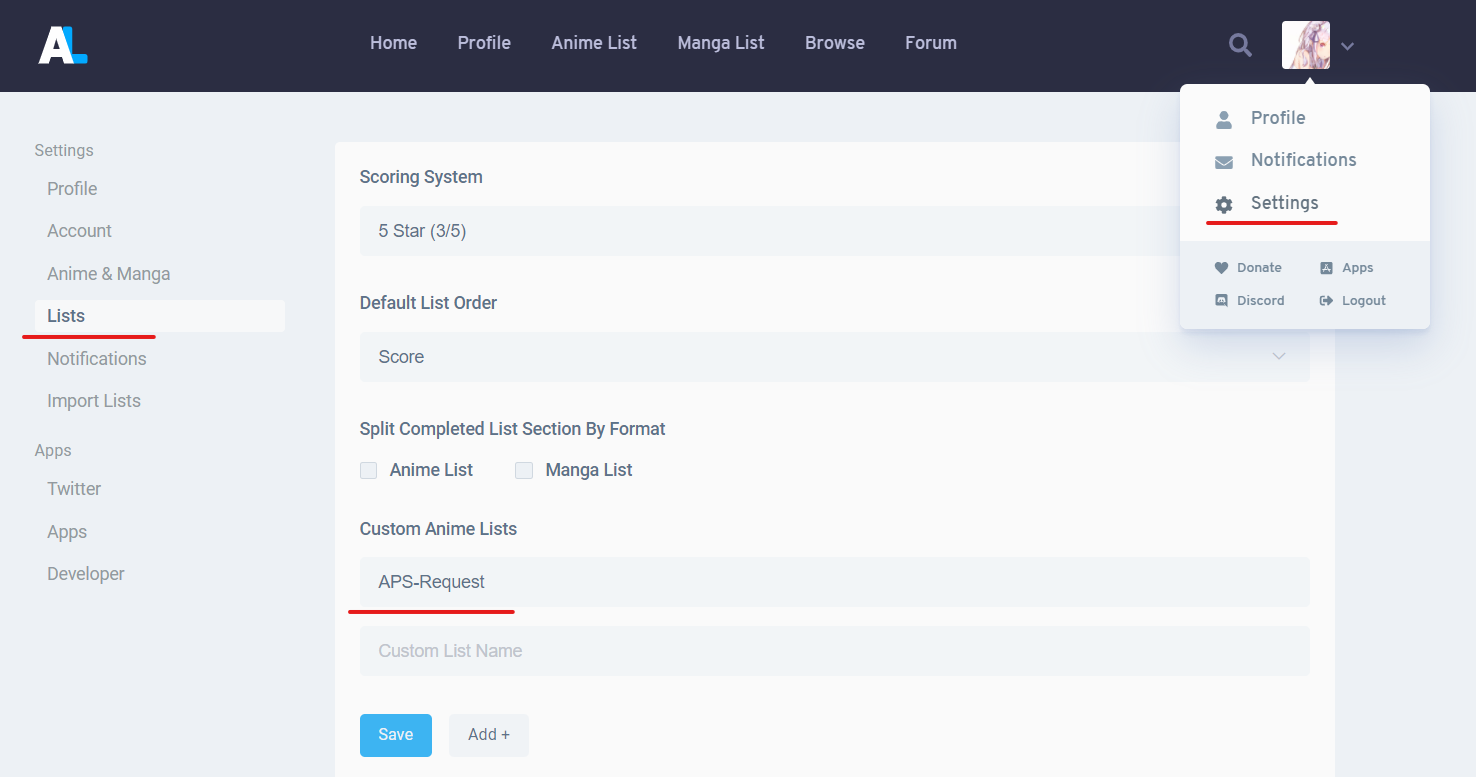 AL
Home Profile Anime List Manga List Browse Forum
Profile
Notifications
Settings
Donate Apps
Discord Logout
Settings
Profile
Account
Anime & Manga
Lists
Notifications
Import Lists
Apps
Twitter
Apps
Developer
Scoring System
5 Star (3/5)
Default List Order
Score
Split Completed List Section By Format
Anime List Manga List
Custom Anime Lists
APS-Request
Custom List Name
Save Add +